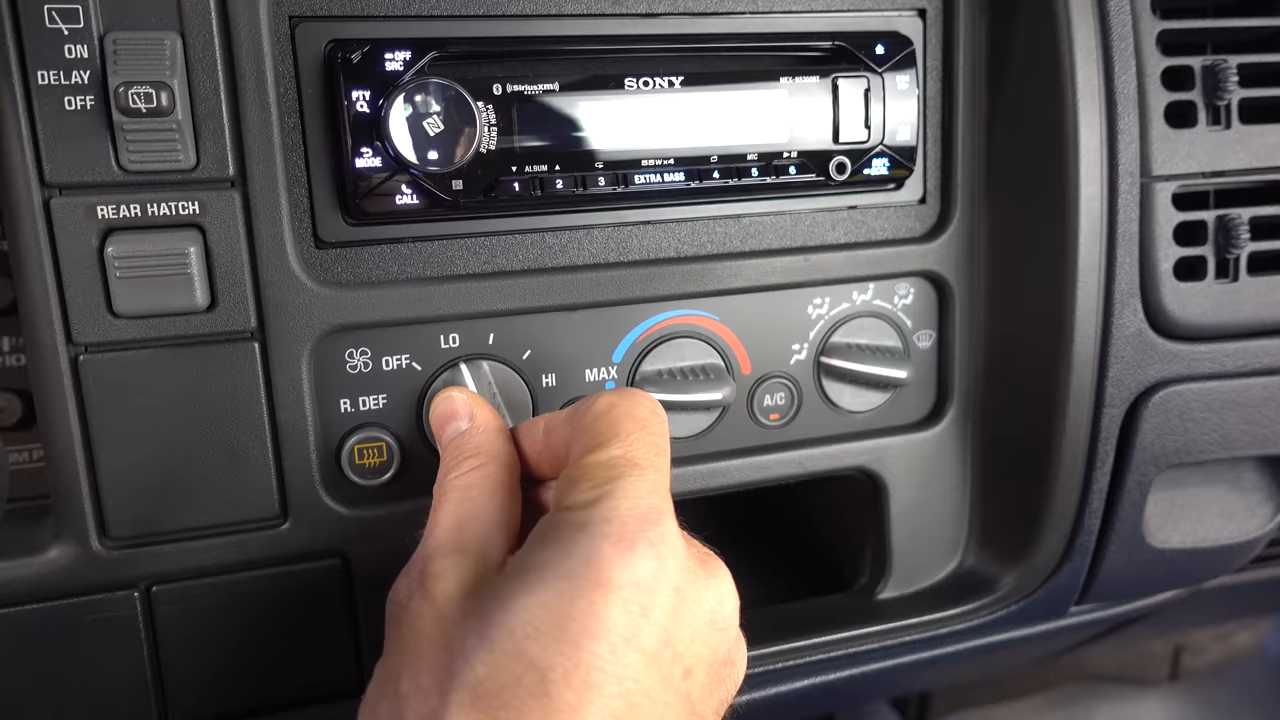 ON
DELAY
OFF
REAR HATCH
OFF
SRC
PTY
MODE
CALL
PUSH ENTER
MENU VOICE
SiriusXM
READY
SONY
ALBUM
55W×4
MIC
1 2 3 EXTRA BASS 4 5 6
OFF LO HI
R. DEF
MAX
A/C